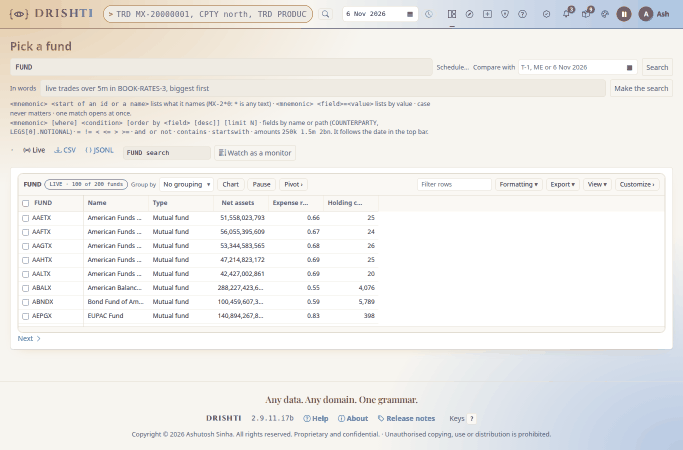 { } DRISHTI
> TRD MX-20000001, CPTY north, TRD PRODUC
6 Nov 2026
3
4
A Ash
Pick a fund
FUND
Schedule... Compare with T-1, ME or 6 Nov 2026 Search
In words live trades over 5m in BOOK-RATES-3, biggest first Make the search
<mnemonic> <start of an id or a name> lists what it names (MX-2*0: * is any text) · <mnemonic> <field>=<value> lists by value · case
never matters · one match opens at once.
<mnemonic> [where] <condition> [order by <field> [desc]] [limit N] · fields by name or path (COUNTERPARTY,
LEGS[0].NOTIONAL) · = != < <= > >= · and or not · contains · startswith · amounts 250k 1.5m 2bn. It follows the date in the top bar.
Live CSV { } JSONL FUND search Watch as a monitor
FUND LIVE · 100 of 200 funds Group by No grouping Chart Pause Pivot › Filter rows Formatting Export View Customize ›
FUND Name Type Net assets Expense r... Holding c...
AAETX American Funds ... Mutual fund 51,558,023,793 0.66 25
AAFTX American Funds ... Mutual fund 56,055,395,609 0.67 24
AAGTX American Funds ... Mutual fund 53,344,583,565 0.68 26
AAHTX American Funds ... Mutual fund 47,214,823,172 0.69 25
AALTX American Funds ... Mutual fund 42,427,002,861 0.69 20
ABALX American Balanc... Mutual fund 288,227,423,6... 0.55 4,076
ABNDX Bond Fund of Am... Mutual fund 100,459,607,3... 0.59 5,789
AEPGX EUPAC Fund Mutual fund 140,894,267,8... 0.83 398
Next
Any data. Any domain. One grammar.
DRISHTI 2.9.11.17b Help About Release notes Keys ?
Copyright © 2026 Ashutosh Sinha. All rights reserved. Proprietary and confidential. · Unauthorised copying, use or distribution is prohibited.